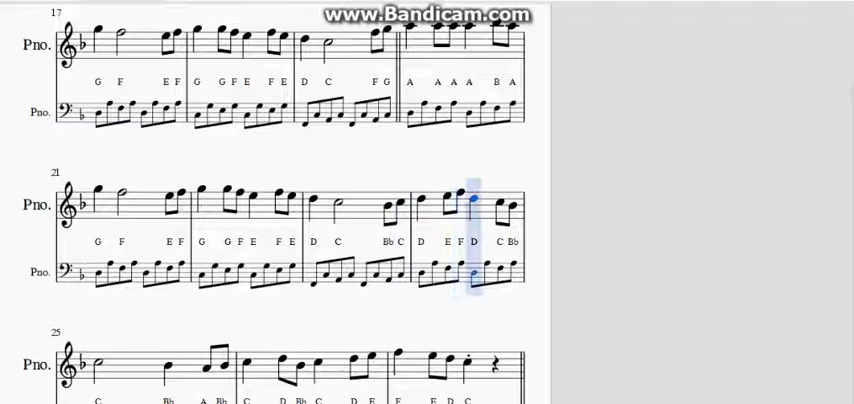 www.Bandicam.com
17
Pno.
G F E F G G F E F E D C F G A A A A B A
Pno.
21
Pno.
G F E F G G F E F E D C Bb C D E F D C Bb
Pno.
25
Pno.
C Bb A Bb C D Bb C D E F E D C